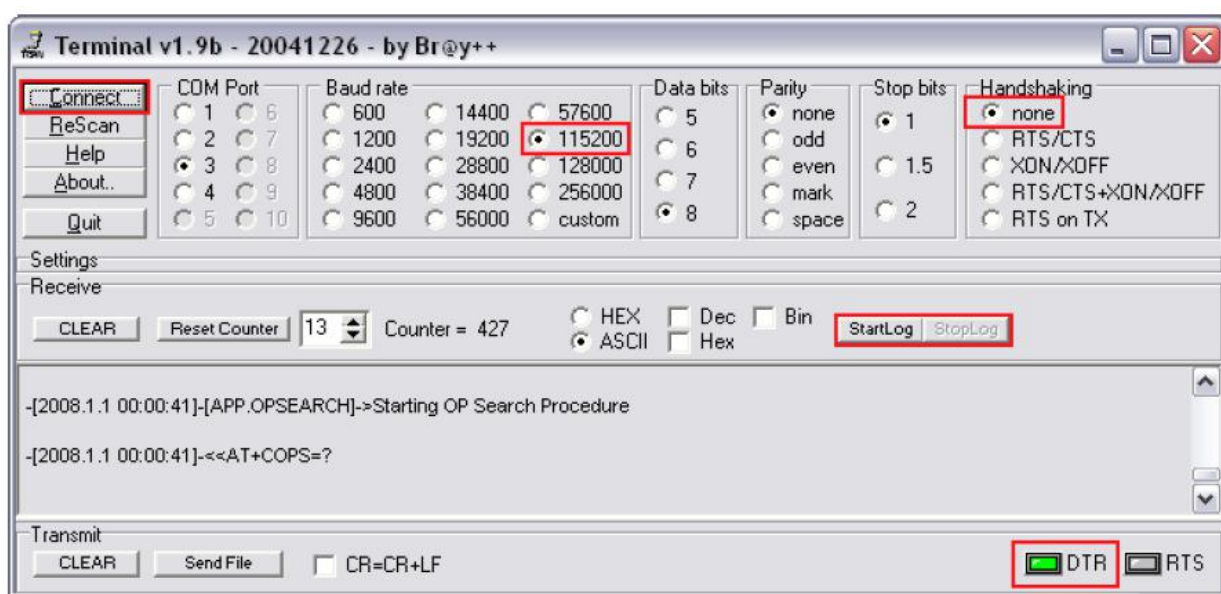 Terminal v1.9b - 20041226 - by Br@y++
Connect
ReScan
Help
About..
Quit
COM Port
1 6
2 7
3 8
4 9
5 10
Baud rate
600 14400 57600
1200 19200 115200
2400 28800 128000
4800 38400 256000
9600 56000 custom
Data bits
5
6
7
8
Parity
none
odd
even
mark
space
Stop bits
1
1.5
2
Handshaking
none
RTS/CTS
XON/XOFF
RTS/CTS+XON/XOFF
RTS on TX
Settings
Receive
CLEAR Reset Counter 13 Counter = 427
HEX Dec Bin
ASCII Hex
StartLog StopLog
-[2008.1.1 00:00:41]-[APP.OPSEARCH]->Starting OP Search Procedure
-[2008.1.1 00:00:41]-<<AT+COPS=?
Transmit
CLEAR Send File CR=CR+LF DTR RTS